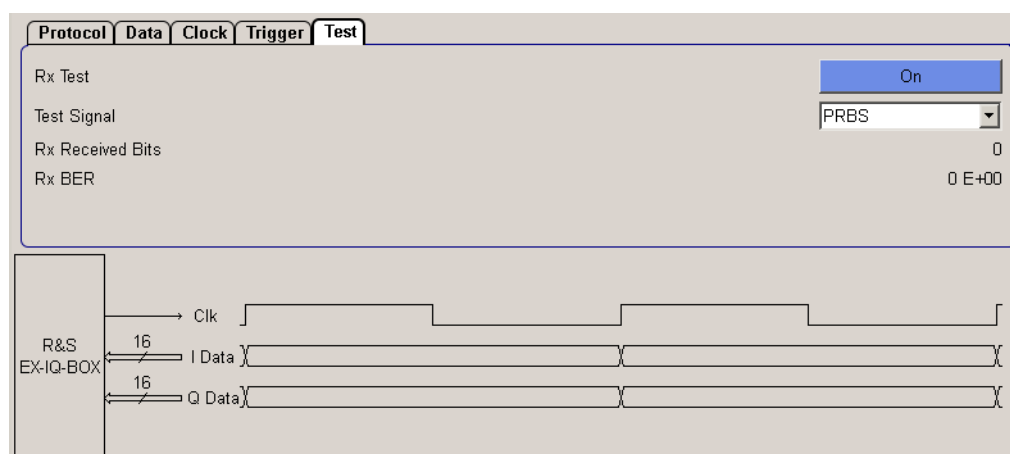 Protocol Data Clock Trigger Test
Rx Test On
Test Signal PRBS
Rx Received Bits 0
Rx BER 0 E+00
Clk
R&S
EX-IQ-BOX
16
I Data
16
Q Data